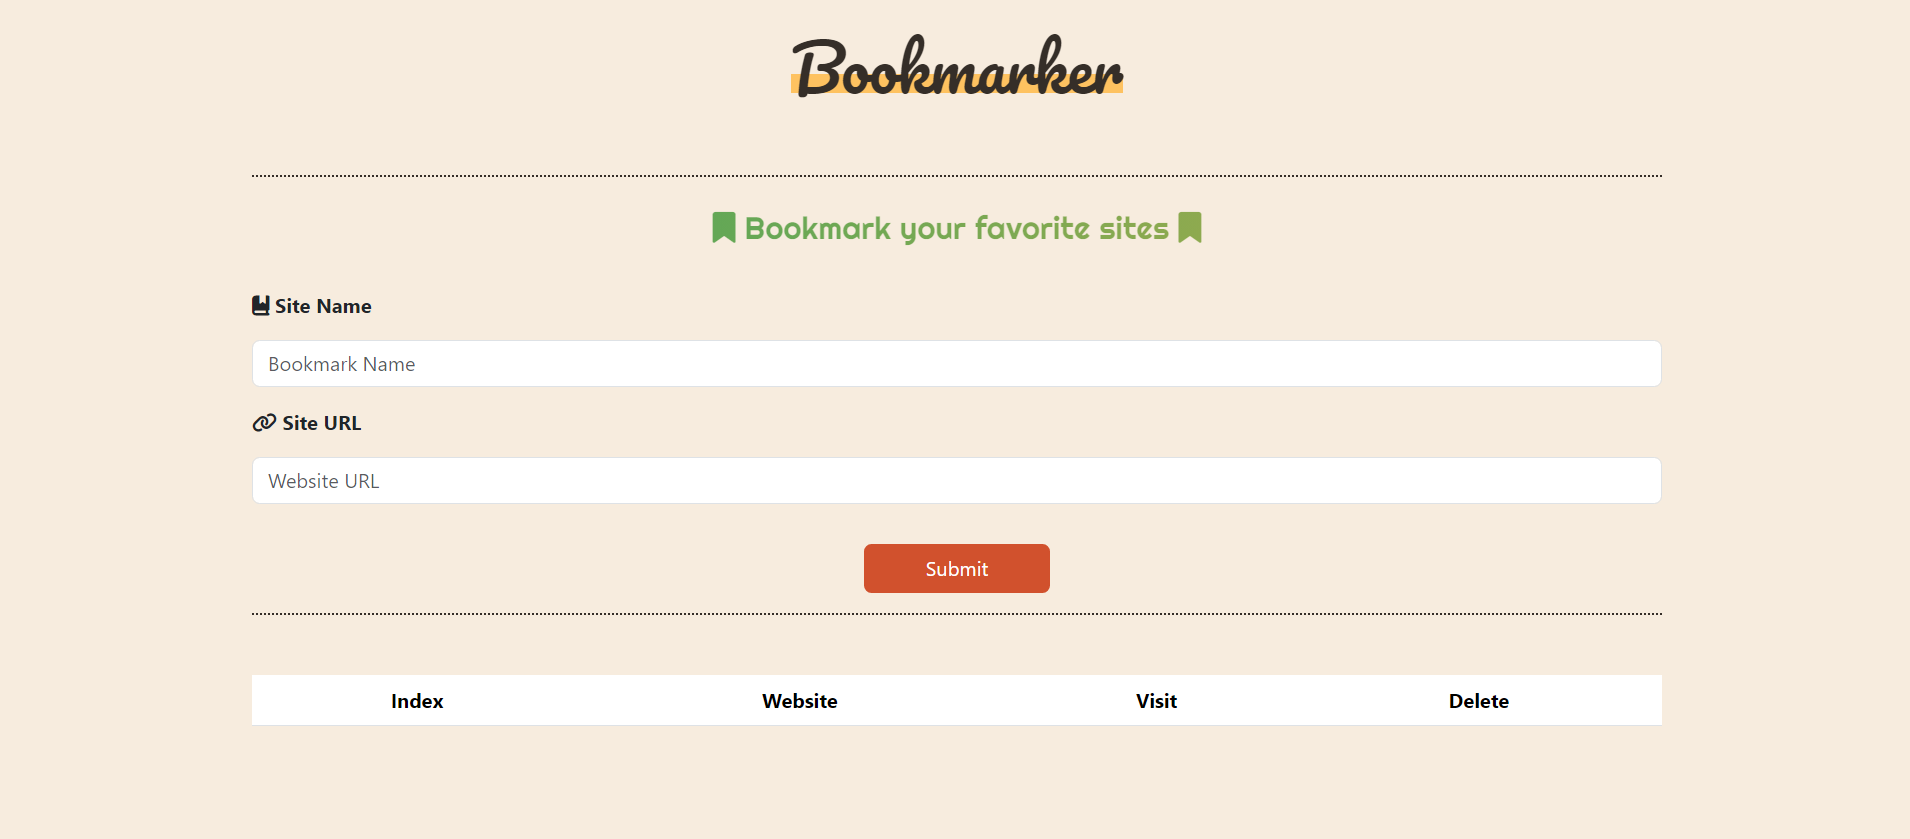 Bookmarker
Bookmark your favorite sites
Site Name
Bookmark Name
Site URL
Website URL
Submit
Index Website Visit Delete